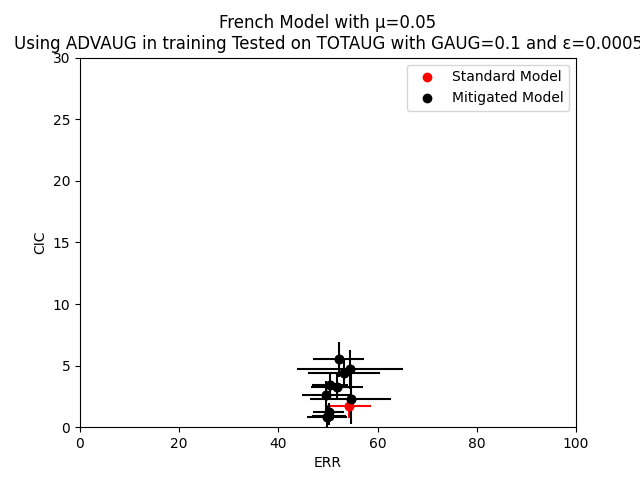 French Model with μ=0.05
Using ADVAUG in training Tested on TOTAUG with GAUG=0.1 and ε=0.0005
Standard Model
Mitigated Model
30
25
20
15
10
5
0
CIC
0 20 40 60 80 100
ERR